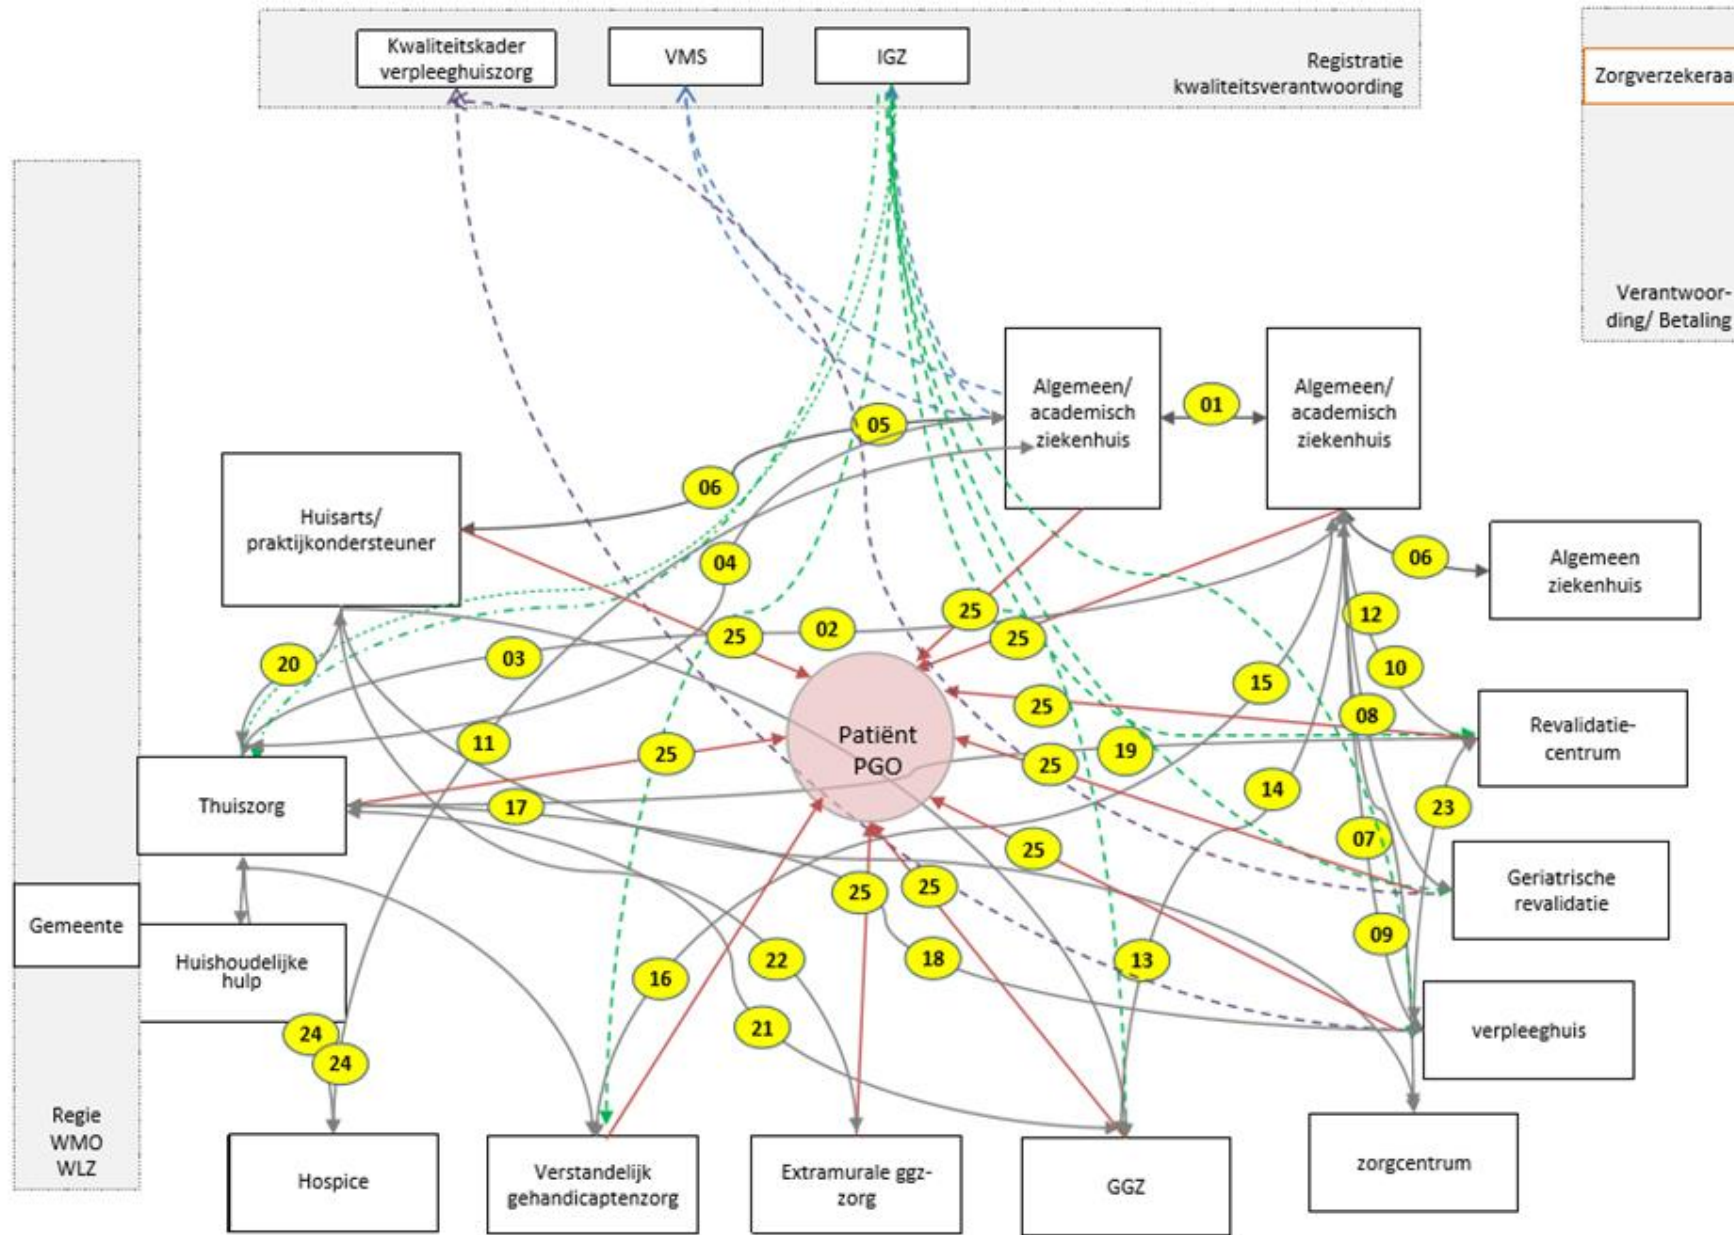 Kwaliteitskader
verpleeghuiszorg
VMS
IGZ
Registratie
kwaliteitsverantwoording
Zorgverzekeraa
Verantwoor-
ding/ Betaling
Algemeen/
academisch
ziekenhuis
01
Algemeen/
academisch
ziekenhuis
05
06
Huisarts/
praktijkondersteuner
04
06
Algemeen
ziekenhuis
25
02
25
25
12
20
03
15
10
11
25
25
08
19
25
Revalidatie-
centrum
Patiënt
PGO
Thuiszorg
17
14
23
25
07
25
25
Geriatrische
revalidatie
Gemeente
Huishoudelijke
hulp
16
22
18
13
09
24
24
21
verpleeghuis
Regie
WMO
WLZ
Hospice
Verstandelijk
gehandicaptenzorg
Extramurale ggz-
zorg
GGZ
zorgcentrum